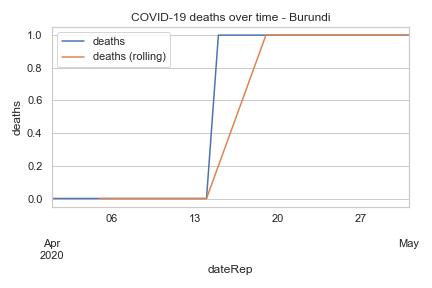 COVID-19 deaths over time - Burundi
deaths
deaths (rolling)
1.0
0.8
0.6
0.4
0.2
0.0
deaths
06
13
20
27
Apr
2020
May
dateRep